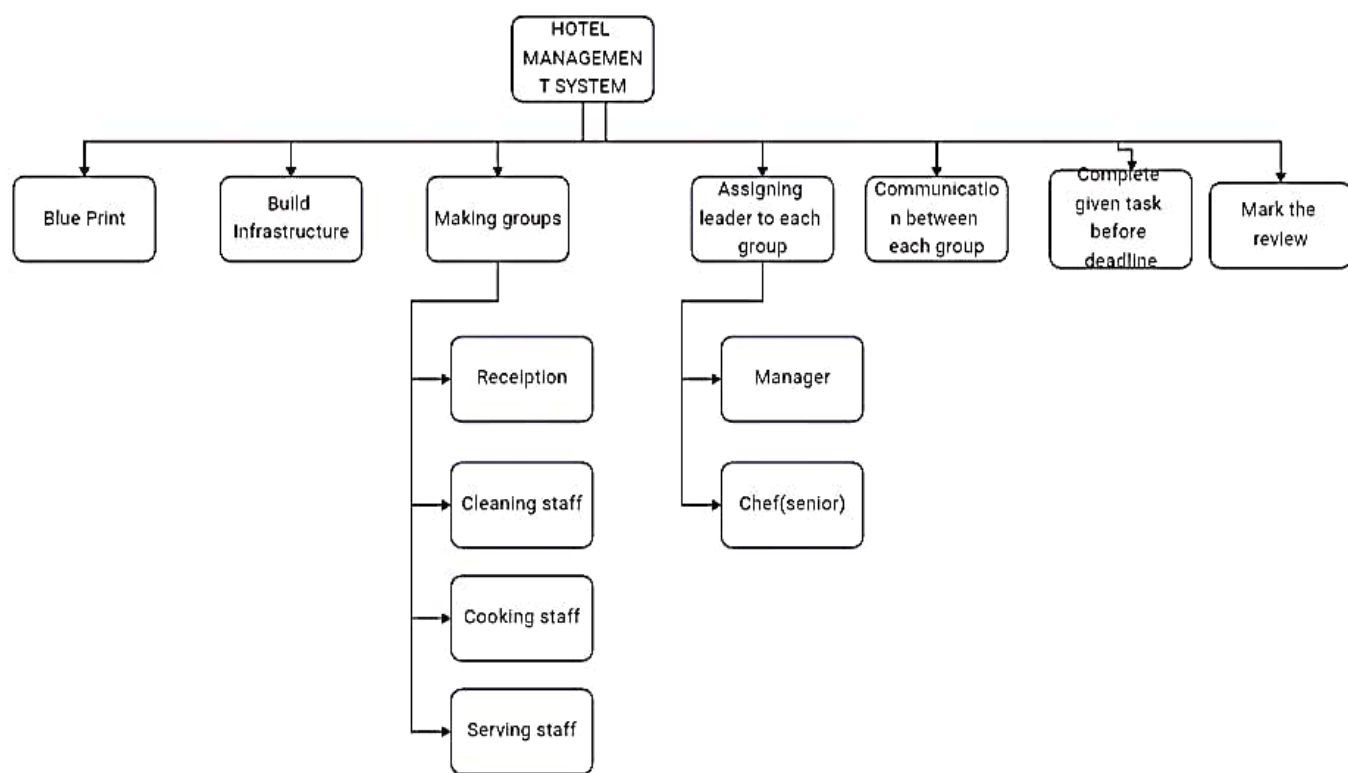 HOTEL
MANAGEMEN
T SYSTEM
Blue Print
Build
Infrastructure
Making groups
Assigning
leader to each
group
Communicatio
n between
each group
Complete
given task
before
deadline
Mark the
review
Receiption
Manager
Cleaning staff
Chef(senior)
Cooking staff
Serving staff